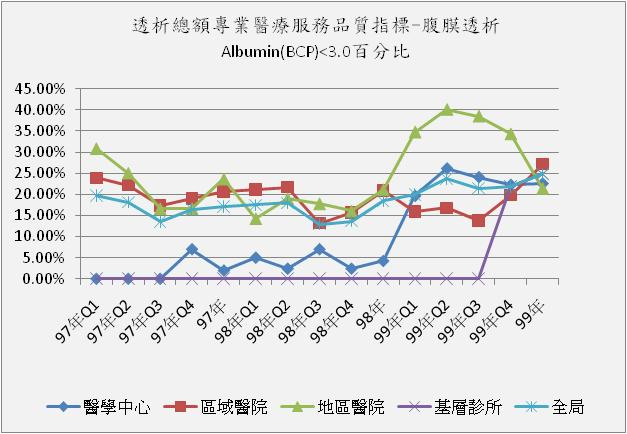 透析總額專業醫療服務品質指標-腹膜透析
Albumin(BCP)<3.0百分比
45.00%
40.00%
35.00%
30.00%
25.00%
20.00%
15.00%
10.00%
5.00%
0.00%
97年Q1 97年Q2 97年Q3 97年Q4 97年 98年Q1 98年Q2 98年Q3 98年Q4 98年 99年Q1 99年Q2 99年Q3 99年Q4 99年
醫學中心 區域醫院 地區醫院 基層診所 全局